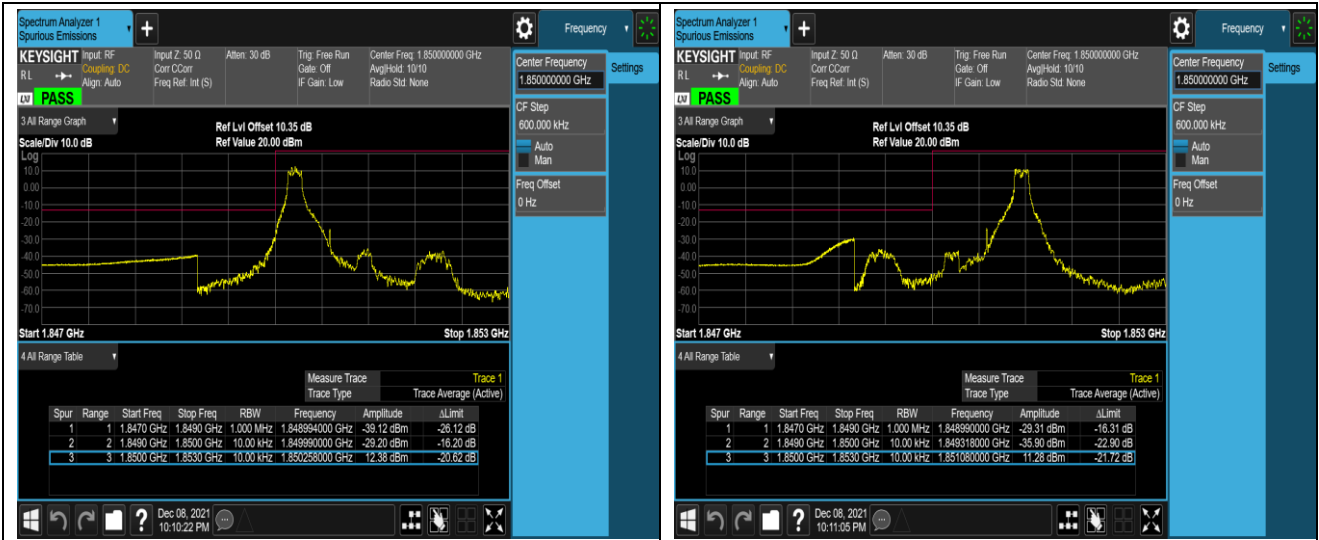 Spectrum Analyzer 1
Spurious Emissions
Frequency
KEYSIGHT Input: RF Input Z: 50 Ω Atten: 30 dB Trig: Free Run Center Freq: 1.850000000 GHz
R L Coupling: DC Corr CCorr Gate: Off Avg|Hold: 10/10
Align: Auto Freq Ref: Int (S) IF Gain: Low Radio Std: None
PASS
Center Frequency
1.850000000 GHz
Settings
CF Step
600.000 kHz
Auto
Man
Freq Offset
0 Hz
3 All Range Graph
Ref Lvl Offset 10.35 dB
Scale/Div 10.0 dB Ref Value 20.00 dBm
Log
10.0
0.00
-10.0
-20.0
-30.0
-40.0
-50.0
-60.0
-70.0
Start 1.847 GHz Stop 1.853 GHz
4 All Range Table
Measure Trace Trace 1
Trace Type Trace Average (Active)
Spur Range Start Freq Stop Freq RBW Frequency Amplitude ΔLimit
1 1 1.8470 GHz 1.8490 GHz 1.000 MHz 1.848994000 GHz -39.12 dBm -26.12 dB
2 2 1.8490 GHz 1.8500 GHz 10.00 kHz 1.849990000 GHz -29.20 dBm -16.20 dB
3 3 1.8500 GHz 1.8530 GHz 10.00 kHz 1.850258000 GHz 12.38 dBm -20.62 dB
Dec 08, 2021
10:10:22 PM
Spectrum Analyzer 1
Spurious Emissions
Frequency
KEYSIGHT Input: RF Input Z: 50 Ω Atten: 30 dB Trig: Free Run Center Freq: 1.850000000 GHz
R L Coupling: DC Corr CCorr Gate: Off Avg|Hold: 10/10
Align: Auto Freq Ref: Int (S) IF Gain: Low Radio Std: None
PASS
Center Frequency
1.850000000 GHz
Settings
CF Step
600.000 kHz
Auto
Man
Freq Offset
0 Hz
3 All Range Graph
Ref Lvl Offset 10.35 dB
Scale/Div 10.0 dB Ref Value 20.00 dBm
Log
10.0
0.00
-10.0
-20.0
-30.0
-40.0
-50.0
-60.0
-70.0
Start 1.847 GHz Stop 1.853 GHz
4 All Range Table
Measure Trace Trace 1
Trace Type Trace Average (Active)
Spur Range Start Freq Stop Freq RBW Frequency Amplitude ΔLimit
1 1 1.8470 GHz 1.8490 GHz 1.000 MHz 1.848990000 GHz -29.31 dBm -16.31 dB
2 2 1.8490 GHz 1.8500 GHz 10.00 kHz 1.849318000 GHz -35.90 dBm -22.90 dB
3 3 1.8500 GHz 1.8530 GHz 10.00 kHz 1.851080000 GHz 11.28 dBm -21.72 dB
Dec 08, 2021
10:11:05 PM